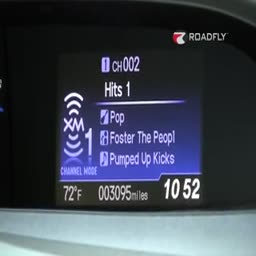 ROADFLY
1 CH 002
Hits 1
XM
1
Pop
Foster The Peopl
Pumped Up Kicks
CHANNEL MODE
72°F 003095miles 10 52